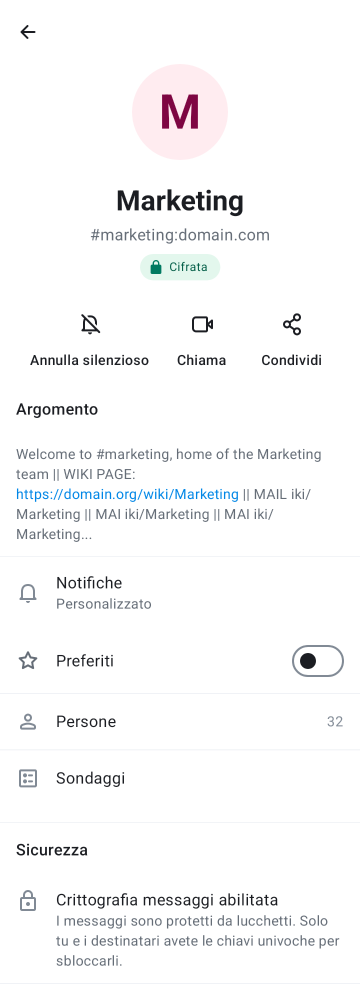 M
Marketing
#marketing:domain.com
Cifrata
Annulla silenzioso Chiama Condividi
Argomento
Welcome to #marketing, home of the Marketing
team || WIKI PAGE:
https://domain.org/wiki/Marketing || MAIL iki/
Marketing || MAI iki/Marketing || MAI iki/
Marketing...
Notifiche
Personalizzato
Preferiti
Persone 32
Sondaggi
Sicurezza
Crittografia messaggi abilitata
I messaggi sono protetti da lucchetti. Solo
tu e i destinatari avete le chiavi univoche per
sbloccarli.